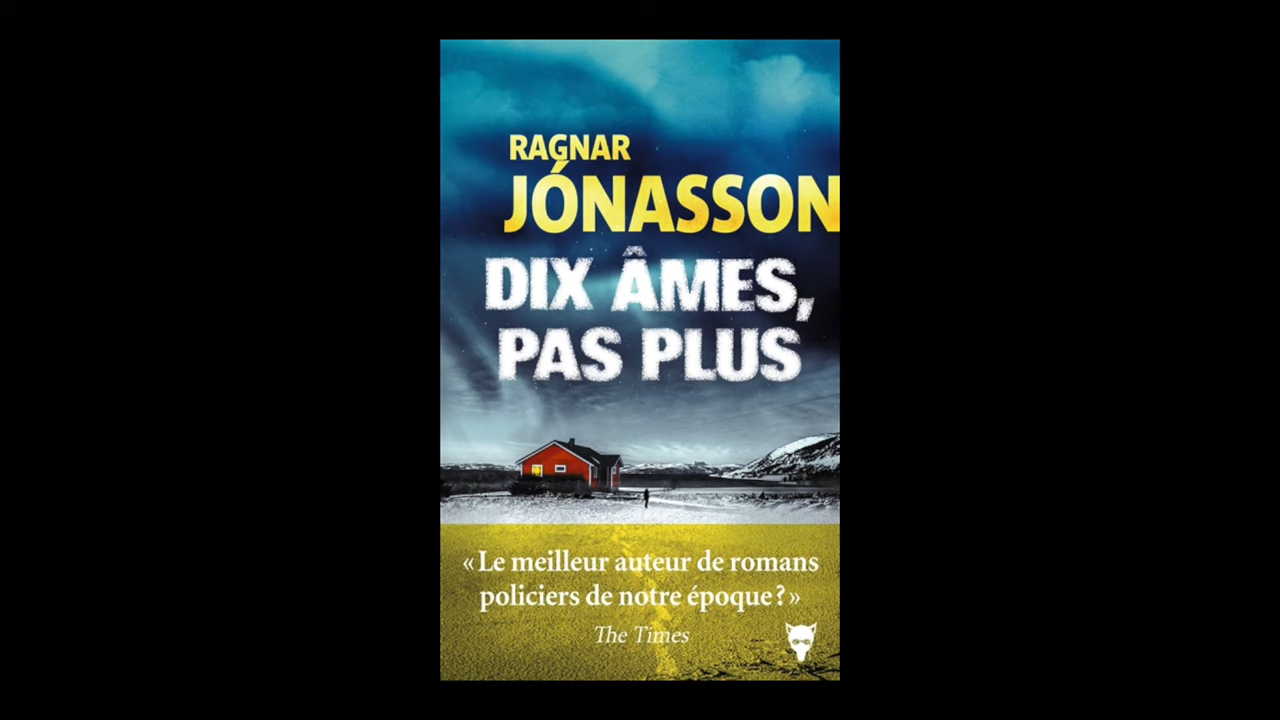 RAGNAR
JÓNASSON
DIX ÂMES,
PAS PLUS
« Le meilleur auteur de romans
policiers de notre époque ? »
The Times